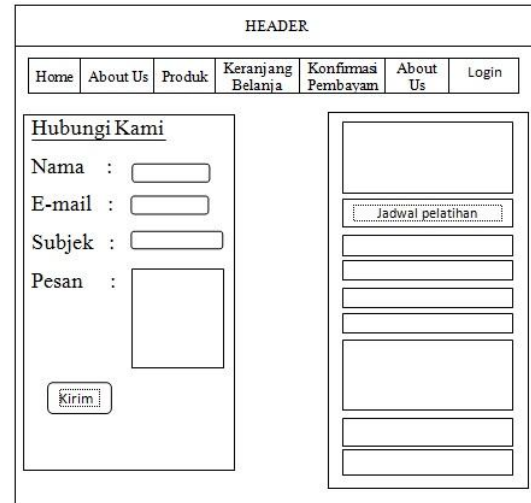 HEADER
Home About Us Produk Keranjang Belanja Konfirmasi Pembayarn About Us Login
Hubungi Kami
Nama :
E-mail :
Subjek :
Pesan :
Kirim
Jadwal pelatihan